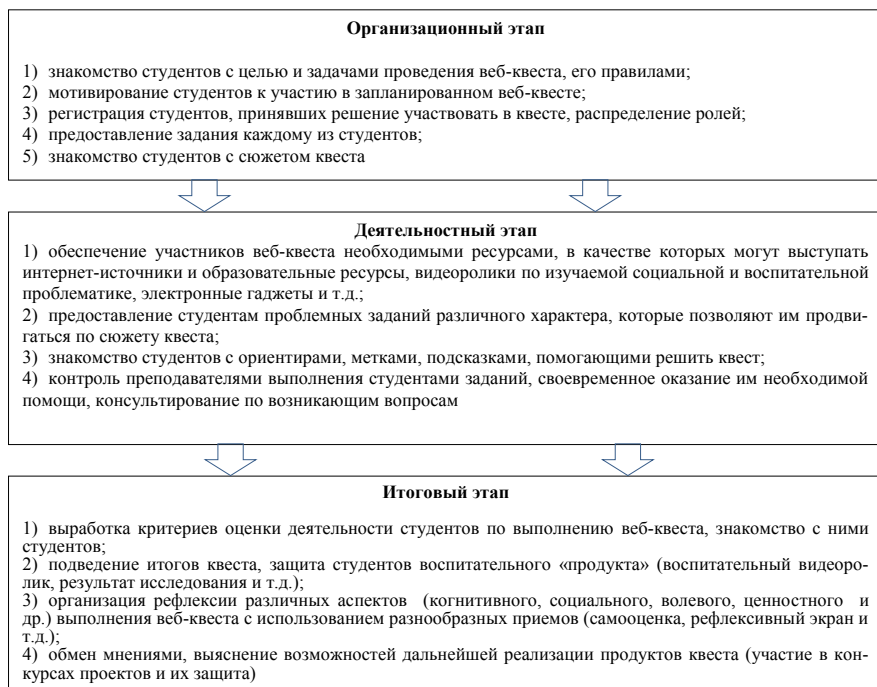 Организационный этап
1) знакомство студентов с целью и задачами проведения веб-квеста, его правилами;
2) мотивирование студентов к участию в запланированном веб-квесте;
3) регистрация студентов, принявших решение участвовать в квесте, распределение ролей;
4) предоставление задания каждому из студентов;
5) знакомство студентов с сюжетом квеста
Деятельностный этап
1) обеспечение участников веб-квеста необходимыми ресурсами, в качестве которых могут выступать
интернет-источники и образовательные ресурсы, видеоролики по изучаемой социальной и воспитательной
проблематике, электронные гаджеты и т.д.;
2) предоставление студентам проблемных заданий различного характера, которые позволяют им продви-
гаться по сюжету квеста;
3) знакомство студентов с ориентирами, метками, подсказками, помогающими решить квест;
4) контроль преподавателями выполнения студентами заданий, своевременное оказание им необходимой
помощи, консультирование по возникающим вопросам
Итоговый этап
1) выработка критериев оценки деятельности студентов по выполнению веб-квеста, знакомство с ними
студентов;
2) подведение итогов квеста, защита студентов воспитательного «продукта» (воспитательный видеоро-
лик, результат исследования и т.д.);
3) организация рефлексии различных аспектов (когнитивного, социального, волевого, ценностного и
др.) выполнения веб-квеста с использованием разнообразных приемов (самооценка, рефлексивный экран и
т.д.);
4) обмен мнениями, выяснение возможностей дальнейшей реализации продуктов квеста (участие в кон-
курсах проектов и их защита)